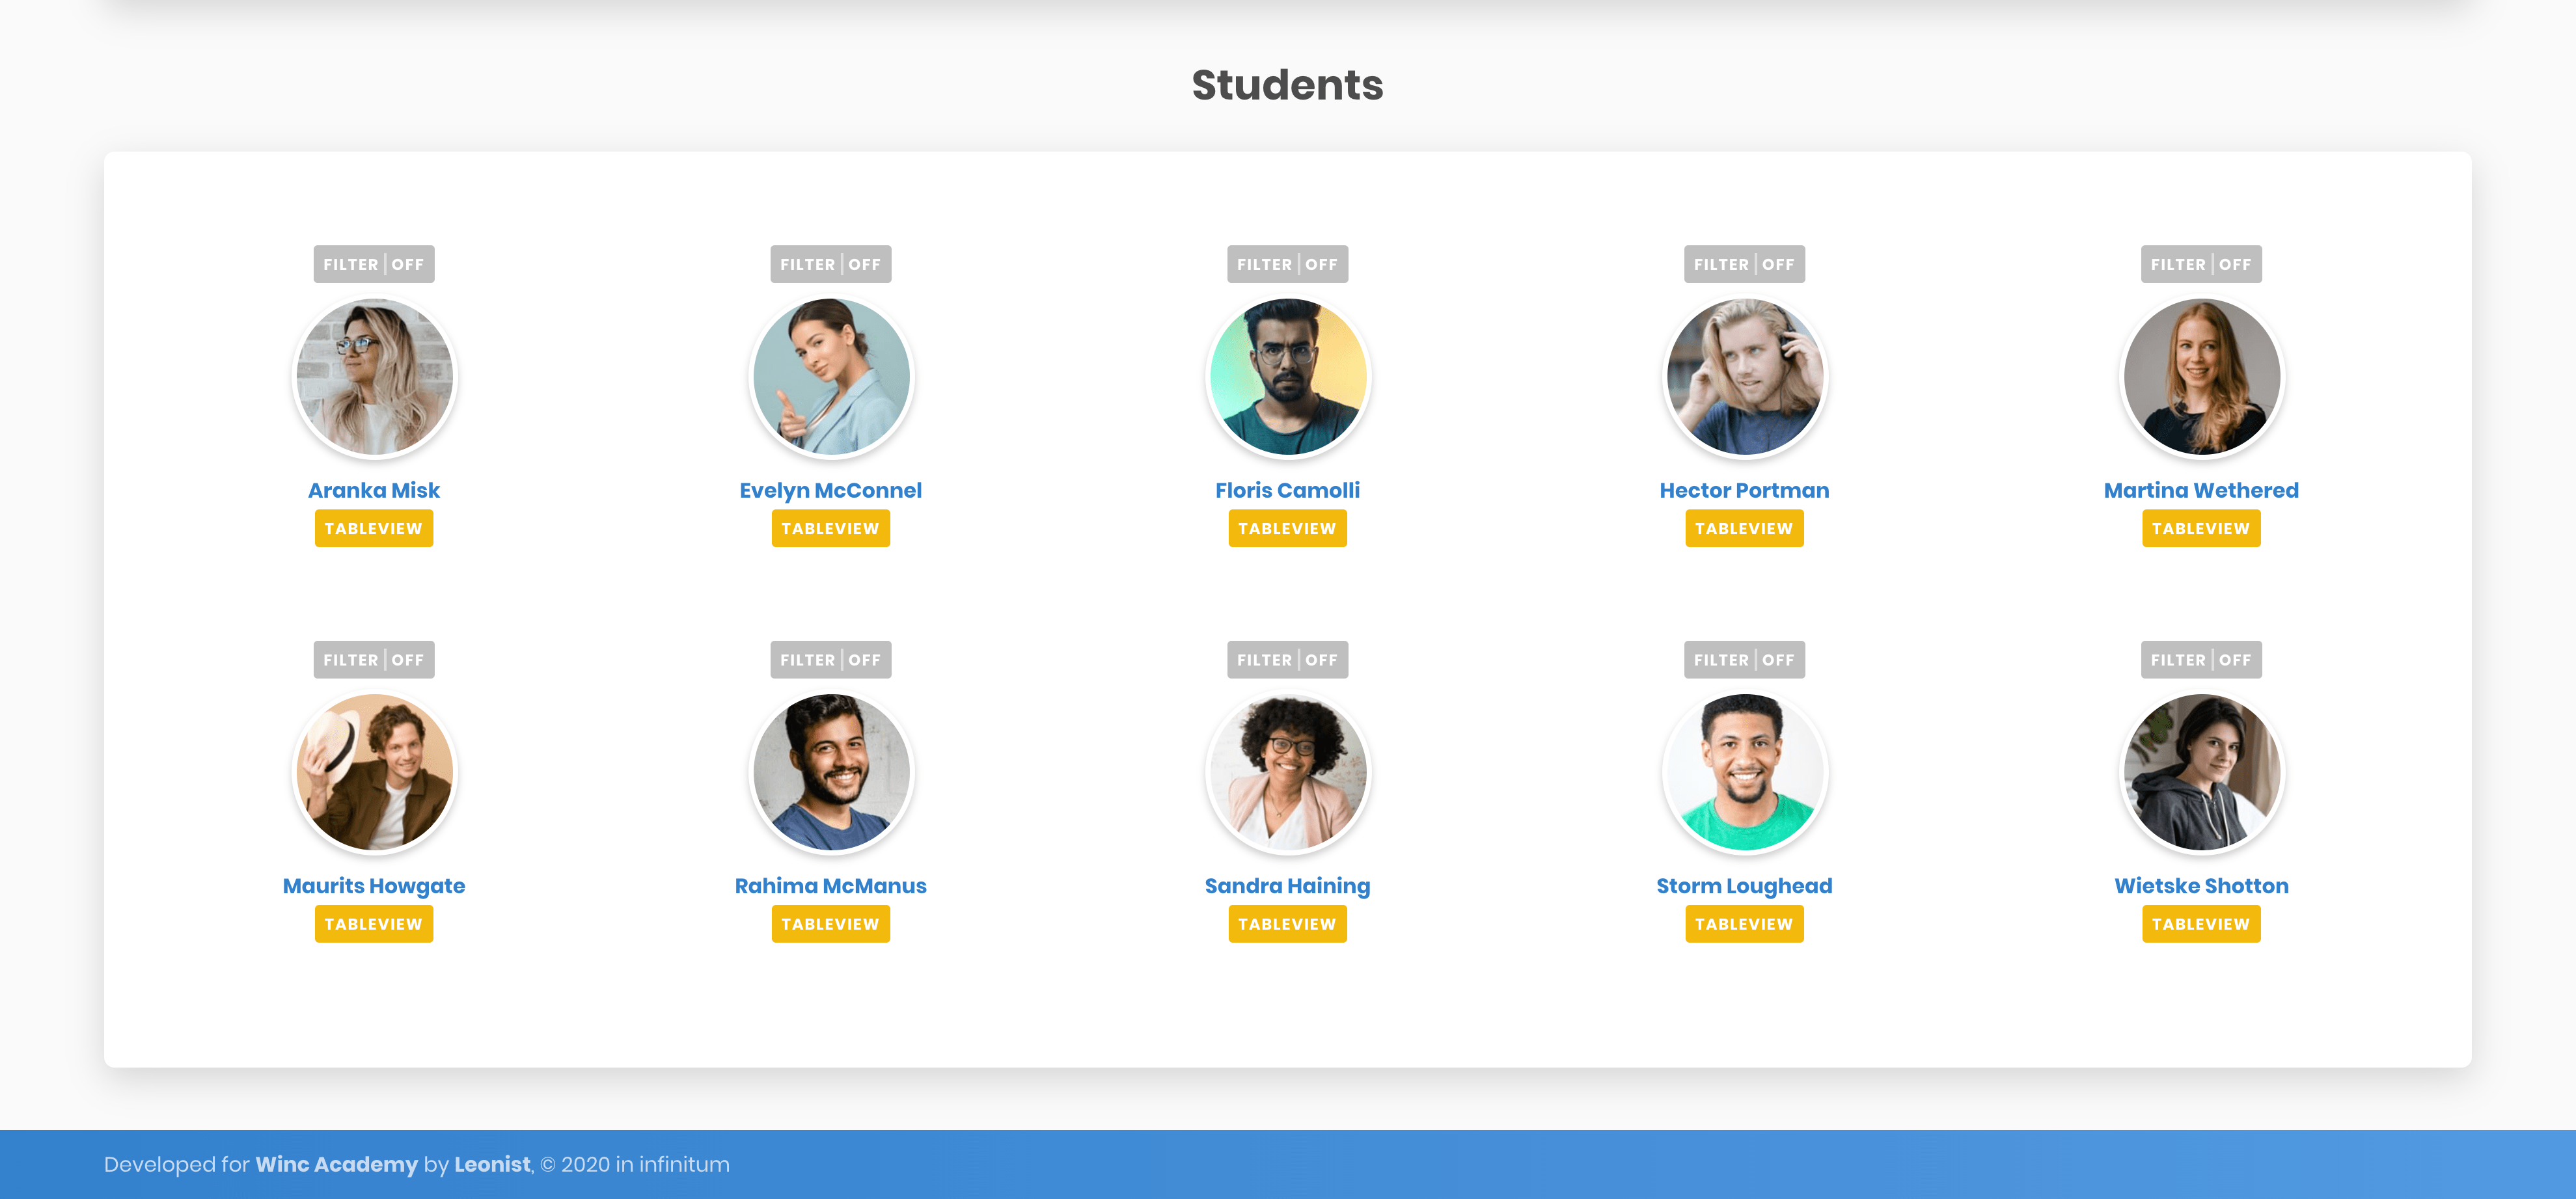 Students
FILTER | OFF
FILTER | OFF
FILTER | OFF
FILTER | OFF
FILTER | OFF
Aranka Misk
Evelyn McConnel
Floris Camolli
Hector Portman
Martina Wethered
TABLEVIEW
TABLEVIEW
TABLEVIEW
TABLEVIEW
TABLEVIEW
FILTER | OFF
FILTER | OFF
FILTER | OFF
FILTER | OFF
FILTER | OFF
Maurits Howgate
Rahima McManus
Sandra Haining
Storm Loughead
Wietske Shotton
TABLEVIEW
TABLEVIEW
TABLEVIEW
TABLEVIEW
TABLEVIEW
Developed for Winc Academy by Leonist, © 2020 in infinitum